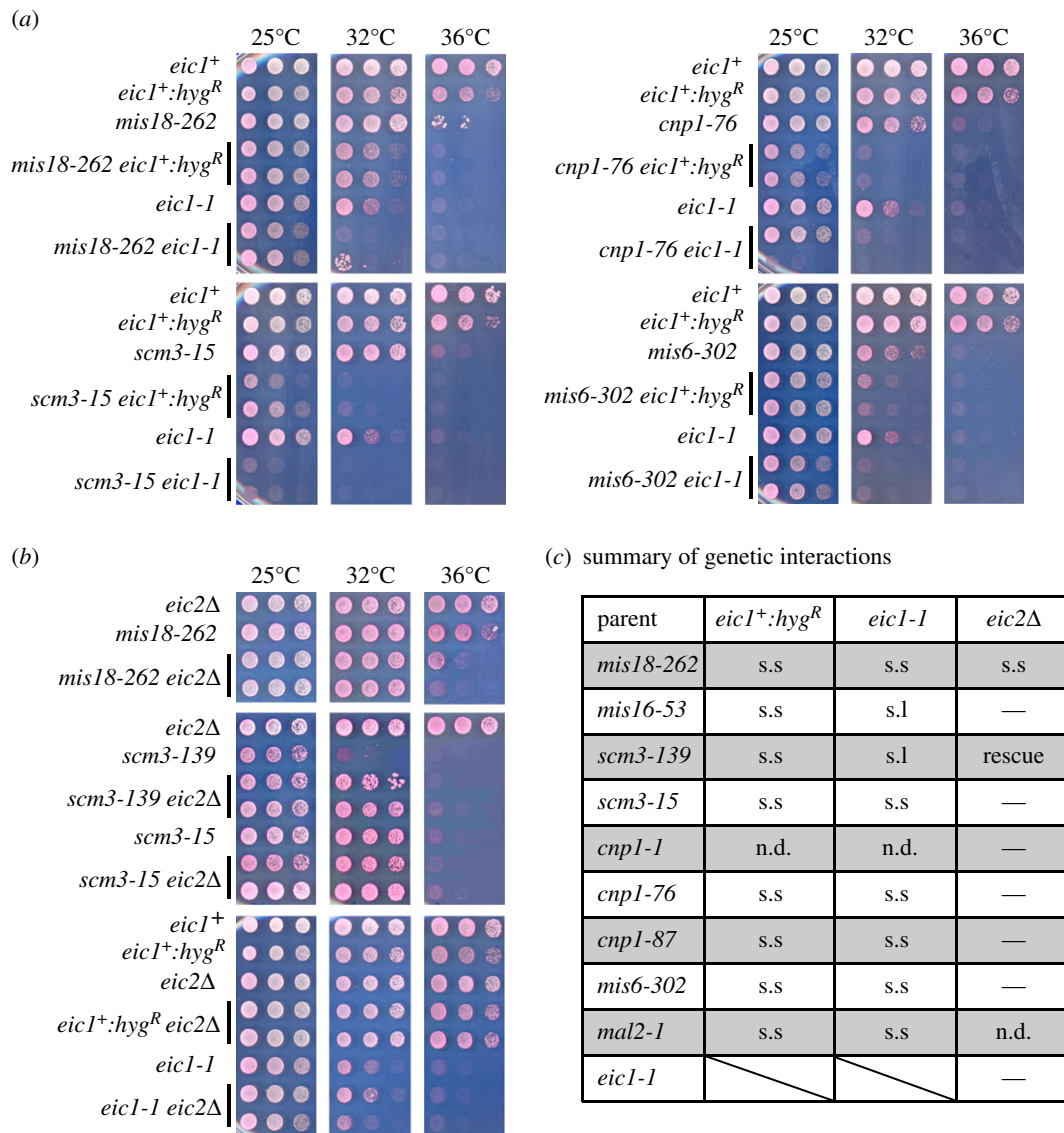 (a)
25°C 32°C 36°C
eic1⁺
eic1⁺:hygᴿ
mis18-262
mis18-262 eic1⁺:hygᴿ
eic1-1
mis18-262 eic1-1
eic1⁺
eic1⁺:hygᴿ
scm3-15
scm3-15 eic1⁺:hygᴿ
eic1-1
scm3-15 eic1-1
25°C 32°C 36°C
eic1⁺
eic1⁺:hygᴿ
cnp1-76
cnp1-76 eic1⁺:hygᴿ
eic1-1
cnp1-76 eic1-1
eic1⁺
eic1⁺:hygᴿ
mis6-302
mis6-302 eic1⁺:hygᴿ
eic1-1
mis6-302 eic1-1
(b)
25°C 32°C 36°C
eic2Δ
mis18-262
mis18-262 eic2Δ
eic2Δ
scm3-139
scm3-139 eic2Δ
scm3-15
scm3-15 eic2Δ
eic1⁺
eic1⁺:hygᴿ
eic2Δ
eic1⁺:hygᴿ eic2Δ
eic1-1
eic1-1 eic2Δ
(c) summary of genetic interactions
parent eic1⁺:hygᴿ eic1-1 eic2Δ
mis18-262 s.s s.s s.s
mis16-53 s.s s.l —
scm3-139 s.s s.l rescue
scm3-15 s.s s.s —
cnp1-1 n.d. n.d. —
cnp1-76 s.s s.s —
cnp1-87 s.s s.s —
mis6-302 s.s s.s —
mal2-1 s.s s.s n.d.
eic1-1 —